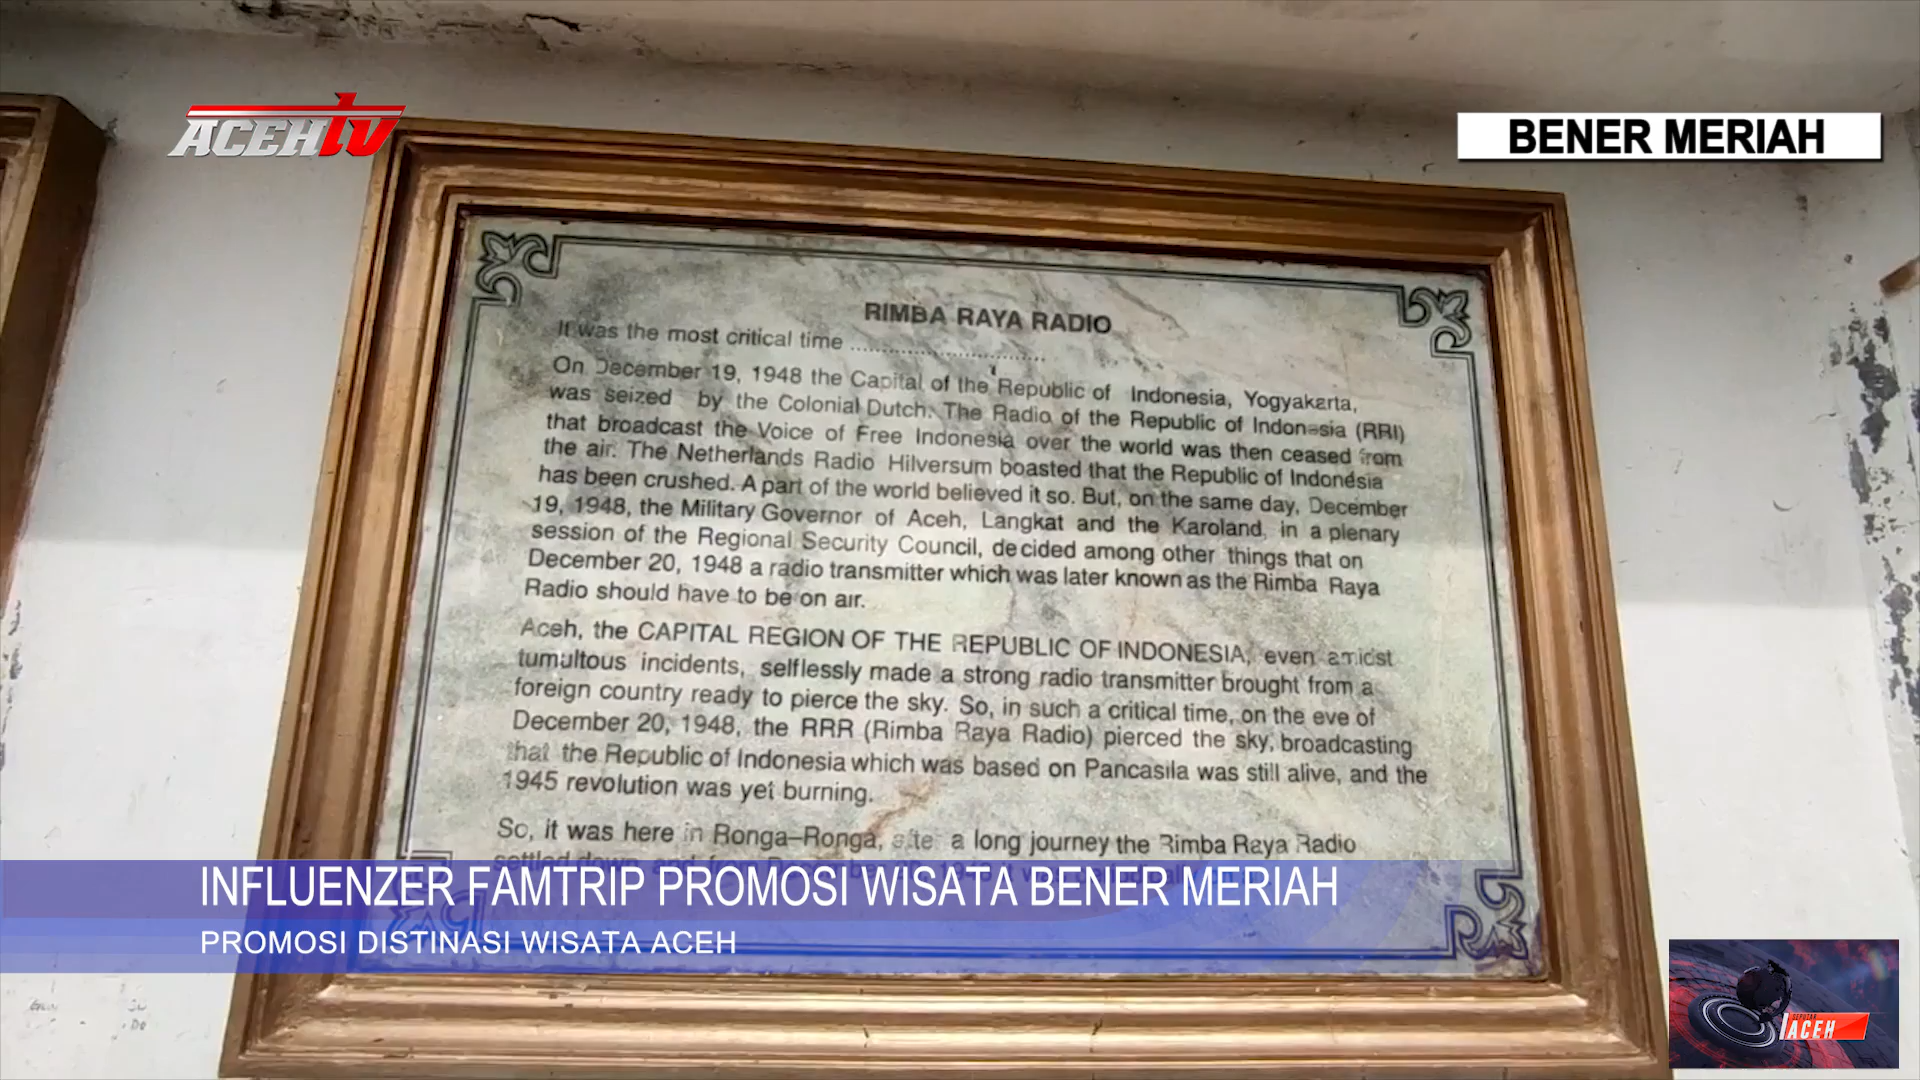 ACEHTV
BENER MERIAH
RIMBA RAYA RADIO
It was the most critical time ..............................
On December 19, 1948 the Capital of the Republic of Indonesia, Yogyakarta,
was seized by the Colonial Dutch. The Radio of the Republic of Indonesia (RRI)
that broadcast the Voice of Free Indonesia over the world was then ceased from
the air. The Netherlands Radio Hilversum boasted that the Republic of Indonesia
has been crushed. A part of the world believed it so. But, on the same day, December
19, 1948, the Military Governor of Aceh, Langkat and the Karoland, in a plenary
session of the Regional Security Council, decided among other things that on
December 20, 1948 a radio transmitter which was later known as the Rimba Raya
Radio should have to be on air.
Aceh, the CAPITAL REGION OF THE REPUBLIC OF INDONESIA, even amidst
tumultous incidents, selflessly made a strong radio transmitter brought from a
foreign country ready to pierce the sky. So, in such a critical time, on the eve of
December 20, 1948, the RRR (Rimba Raya Radio) pierced the sky, broadcasting
that the Republic of Indonesia which was based on Pancasila was still alive, and the
1945 revolution was yet burning.
So, it was here in Ronga-Ronga, after a long journey the Rimba Raya Radio
settled down, and from
INFLUENZER FAMTRIP PROMOSI WISATA BENER MERIAH
PROMOSI DISTINASI WISATA ACEH
SEPUTAR
ACEH